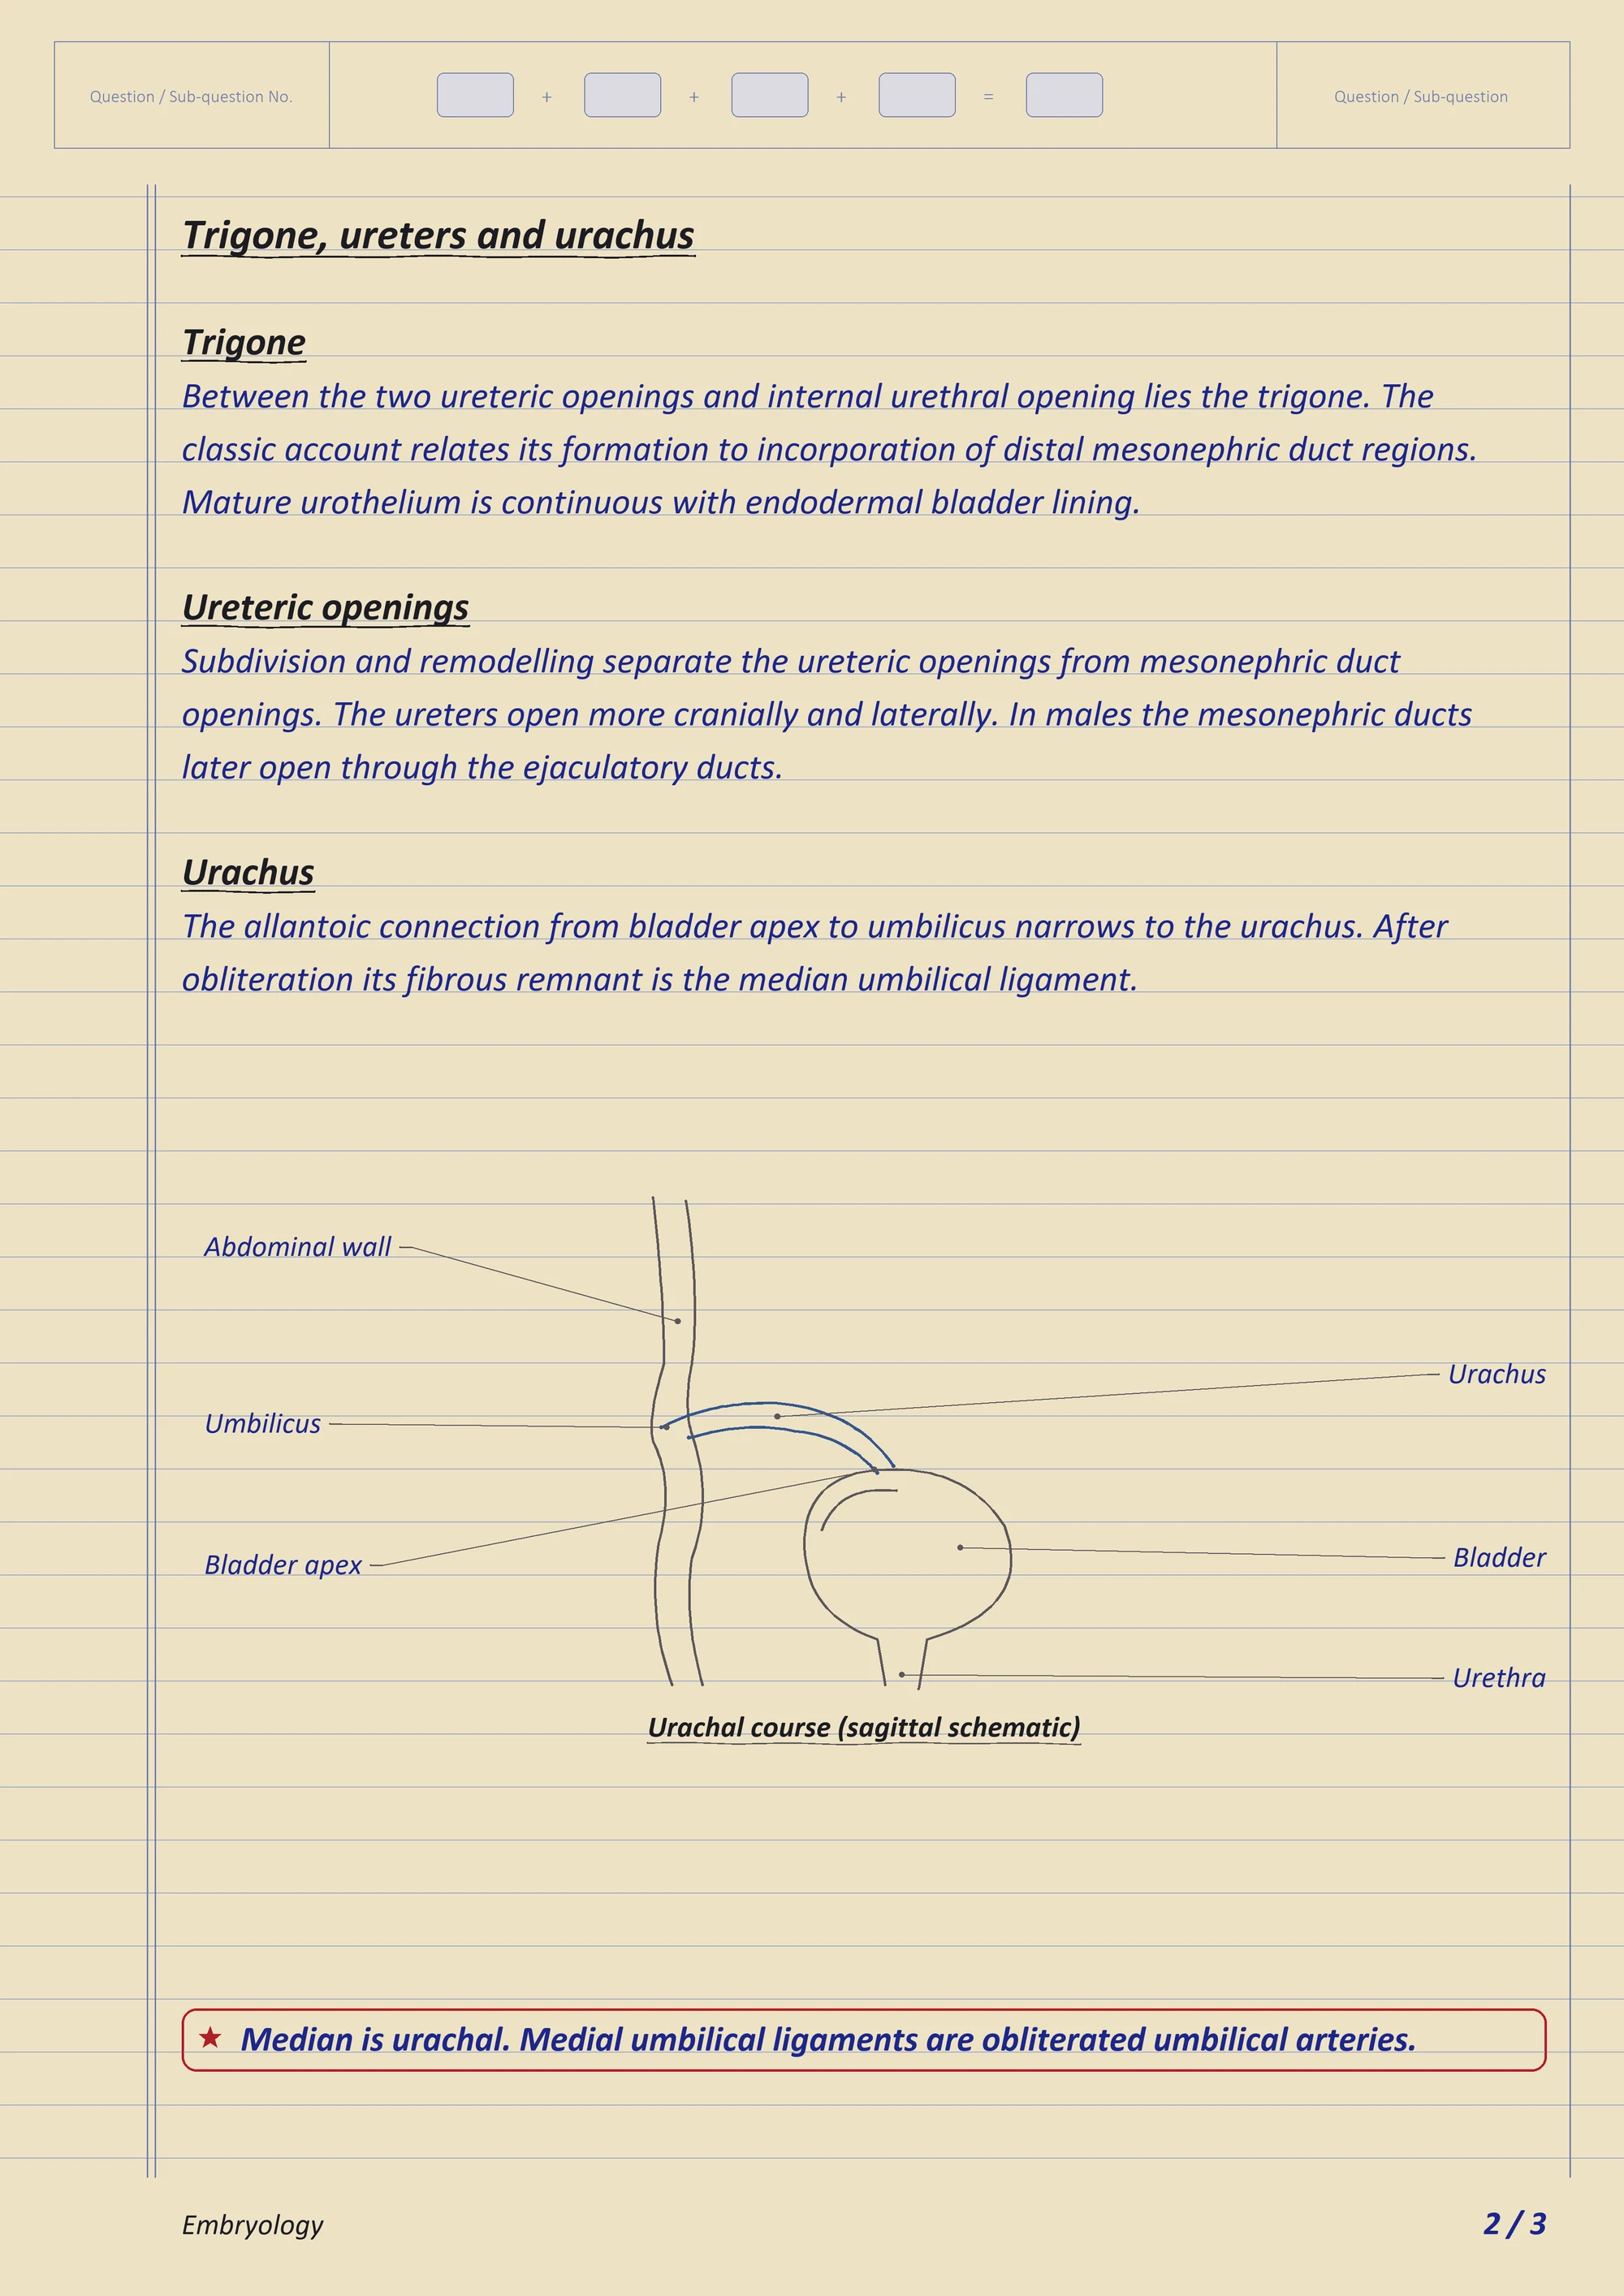 Question / Sub-question No.
+ + + =
Question / Sub-question
Trigone, ureters and urachus
Trigone
Between the two ureteric openings and internal urethral opening lies the trigone. The
classic account relates its formation to incorporation of distal mesonephric duct regions.
Mature urothelium is continuous with endodermal bladder lining.
Ureteric openings
Subdivision and remodelling separate the ureteric openings from mesonephric duct
openings. The ureters open more cranially and laterally. In males the mesonephric ducts
later open through the ejaculatory ducts.
Urachus
The allantoic connection from bladder apex to umbilicus narrows to the urachus. After
obliteration its fibrous remnant is the median umbilical ligament.
Abdominal wall
Urachus
Umbilicus
Bladder apex
Bladder
Urethra
Urachal course (sagittal schematic)
★ Median is urachal. Medial umbilical ligaments are obliterated umbilical arteries.
Embryology
2 / 3